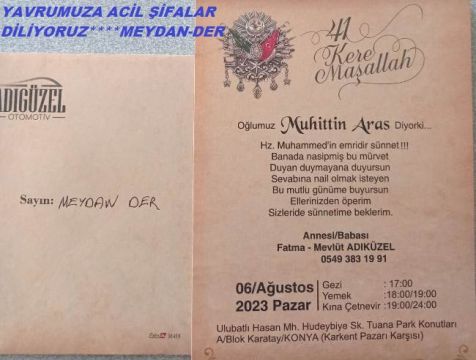 YAVRUMUZA ACİL ŞİFALAR
DİLİYORUZ****MEYDAN-DER
ADIGÜZEL
OTOMOTİV
Sayın: MEYDAN DER
41
Kere
Maşallah
Oğlumuz Muhittin Aras Diyorki...
Hz. Muhammed'in emridir sünnet!!!
Banada nasipmiş bu mürvet
Duyan duymayana duyursun
Sevabına nail olmak isteyen
Bu mutlu günüme buyursun
Ellerinizden öperim
Sizleride sünnetime beklerim.
Annesi/Babası
Fatma - Mevlüt ADIKÜZEL
0549 383 19 91
06/Ağustos
2023 Pazar
Gezi : 17:00
Yemek : 18:00/19:00
Kına Çetnevir : 19:00/24:00
Ulubatlı Hasan Mh. Hudeybiye Sk. Tuana Park Konutları
A/Blok Karatay/KONYA (Karkent Pazarı Karşısı)